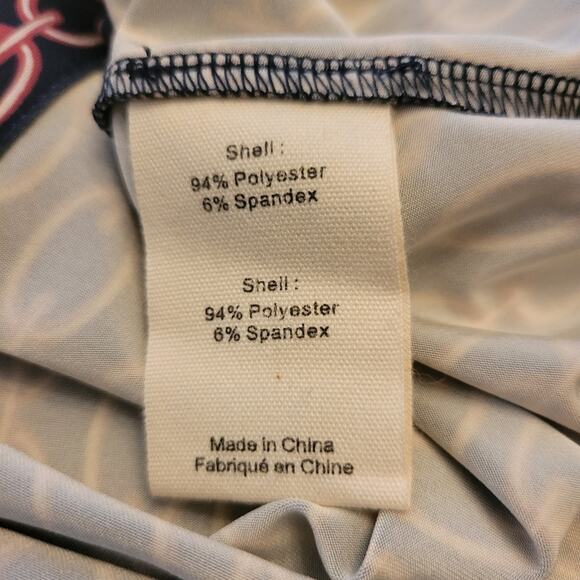 Shell :
94% Polyester
6% Spandex
Shell :
94% Polyester
6% Spandex
Made in China
Fabriqué en Chine